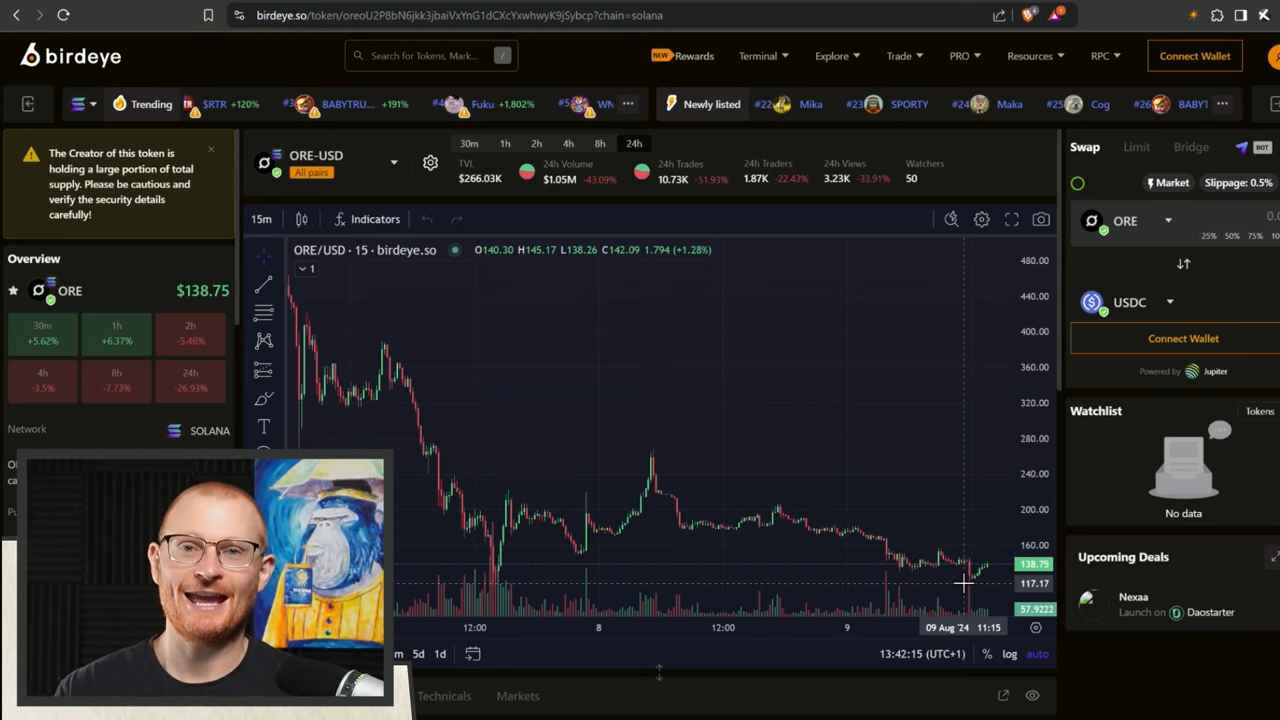 birdeye.so/token/oreoU2P8bN6jkk3jbaiVxYnG1dCXcYxwhwyK9jSybcp?chain=solana
birdeye
Search for Tokens, Mark...
/
NEW Rewards
Terminal
Explore
Trade
PRO
Resources
RPC
Connect Wallet
Trending
$RTR +120%
#3 BABYTRU... +191%
#4 Fuku +1,802%
#5 WN
Newly listed
#22 Mika
#23 SPORTY
#24 Maka
#25 Cog
#26 BABY1
The Creator of this token is
holding a large portion of total
supply. Please be cautious and
verify the security details
carefully!
Overview
ORE $138.75
30m 1h 2h
+5.62% +6.37% -5.46%
4h 8h 24h
-3.5% -7.73% -26.93%
Network SOLANA
ORE-USD
All pairs
30m 1h 2h 4h 8h 24h
TVL
$266.03K
24h Volume
$1.05M -43.09%
24h Trades
10.73K -51.93%
24h Traders
1.87K -22.43%
24h Views
3.23K -33.91%
Watchers
50
15m
Indicators
ORE/USD · 15 · birdeye.so
O140.30 H145.17 L138.26 C142.09 1.794 (+1.28%)
1
T
480.00
440.00
400.00
360.00
320.00
280.00
240.00
200.00
160.00
138.75
117.17
57.9222
12:00 8 12:00 9 09 Aug '24 11:15
m 5d 1d
13:42:15 (UTC+1) % log auto
Technicals Markets
Swap Limit Bridge BOT
Market Slippage: 0.5%
ORE 0.0
25% 50% 75% 10
USDC
Connect Wallet
Powered by Jupiter
Watchlist Tokens
No data
Upcoming Deals
Nexaa
Launch on Daostarter